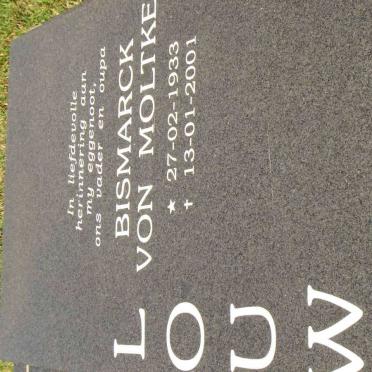 In liefdevolle
herinnering aan
my eggenoot,
ons vader en oupa
BISMARCK
VON MOLTKE
★ 27-02-1933
† 13-01-2001
LOUW